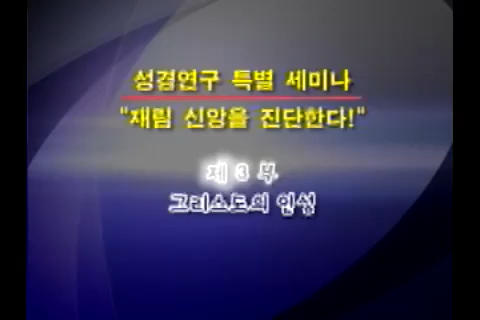 성경연구 특별 세미나
"재림 신앙을 진단한다!"
제 3 부
그리스도의 인성